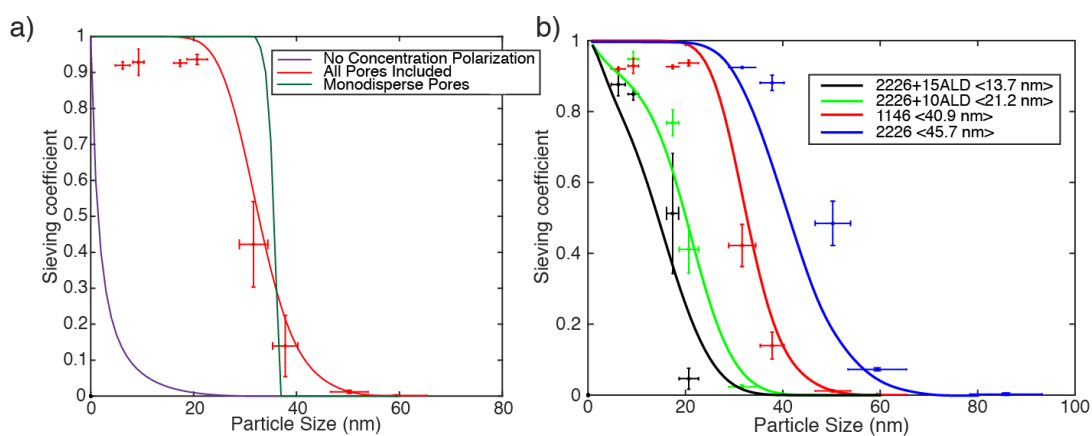 a)
1
0.9
0.8
0.7
0.6
0.5
0.4
0.3
0.2
0.1
0
0
20
40
60
80
Sieving coefficient
Particle Size (nm)
No Concentration Polarization
All Pores Included
Monodisperse Pores
b)
1
0.8
0.6
0.4
0.2
0
0
20
40
60
80
100
Sieving coefficient
Particle Size (nm)
2226+15ALD <13.7 nm>
2226+10ALD <21.2 nm>
1146 <40.9 nm>
2226 <45.7 nm>